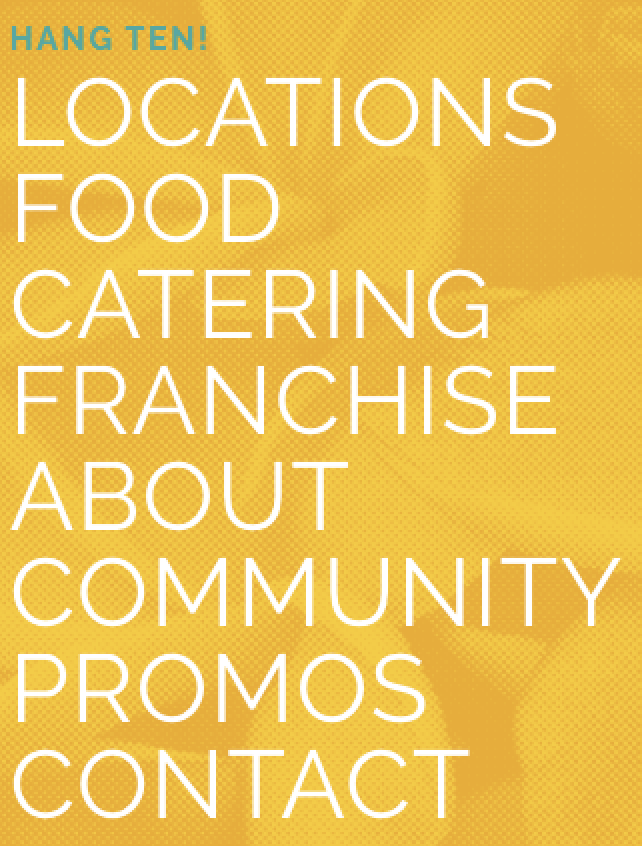 HANG TEN!
LOCATIONS
FOOD
CATERING
FRANCHISE
ABOUT
COMMUNITY
PROMOS
CONTACT